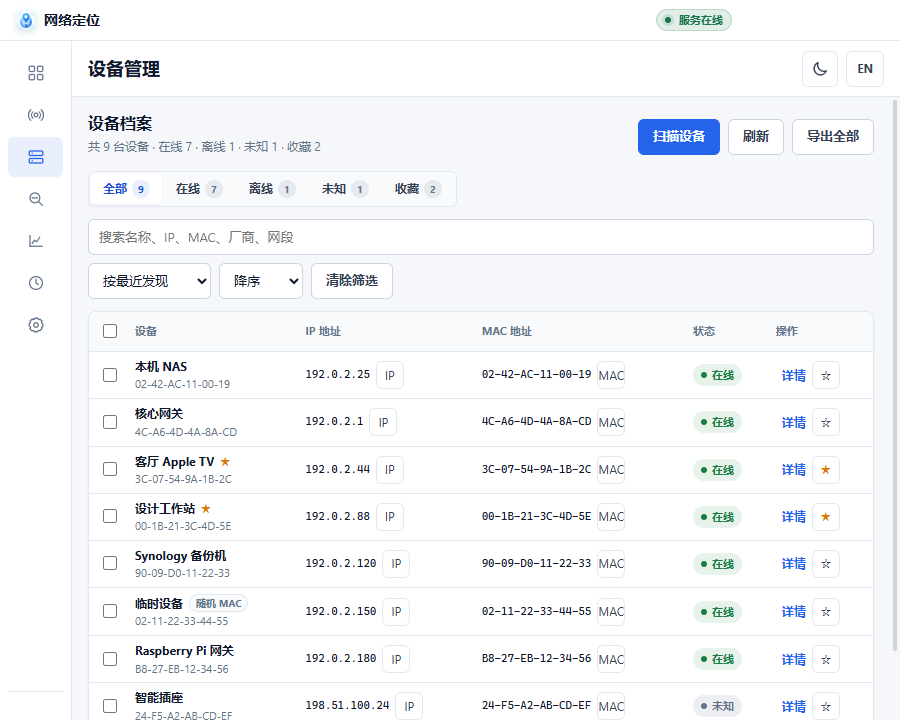 网络定位
服务在线
设备管理
EN
设备档案
共 9 台设备 · 在线 7 · 离线 1 · 未知 1 · 收藏 2
扫描设备 刷新 导出全部
全部 9 在线 7 离线 1 未知 1 收藏 2
搜索名称、IP、MAC、厂商、网段
按最近发现 降序 清除筛选
设备 IP 地址 MAC 地址 状态 操作
本机 NAS
02-42-AC-11-00-19
192.0.2.25 IP 02-42-AC-11-00-19 MAC 在线 详情 ☆
核心网关
4C-A6-4D-4A-8A-CD
192.0.2.1 IP 4C-A6-4D-4A-8A-CD MAC 在线 详情 ☆
客厅 Apple TV ★
3C-07-54-9A-1B-2C
192.0.2.44 IP 3C-07-54-9A-1B-2C MAC 在线 详情 ★
设计工作站 ★
00-1B-21-3C-4D-5E
192.0.2.88 IP 00-1B-21-3C-4D-5E MAC 在线 详情 ★
Synology 备份机
90-09-D0-11-22-33
192.0.2.120 IP 90-09-D0-11-22-33 MAC 在线 详情 ☆
临时设备 随机 MAC
02-11-22-33-44-55
192.0.2.150 IP 02-11-22-33-44-55 MAC 在线 详情 ☆
Raspberry Pi 网关
B8-27-EB-12-34-56
192.0.2.180 IP B8-27-EB-12-34-56 MAC 在线 详情 ☆
智能插座
24-F5-A2-AB-CD-EF
198.51.100.24 IP 24-F5-A2-AB-CD-EF MAC 未知 详情 ☆